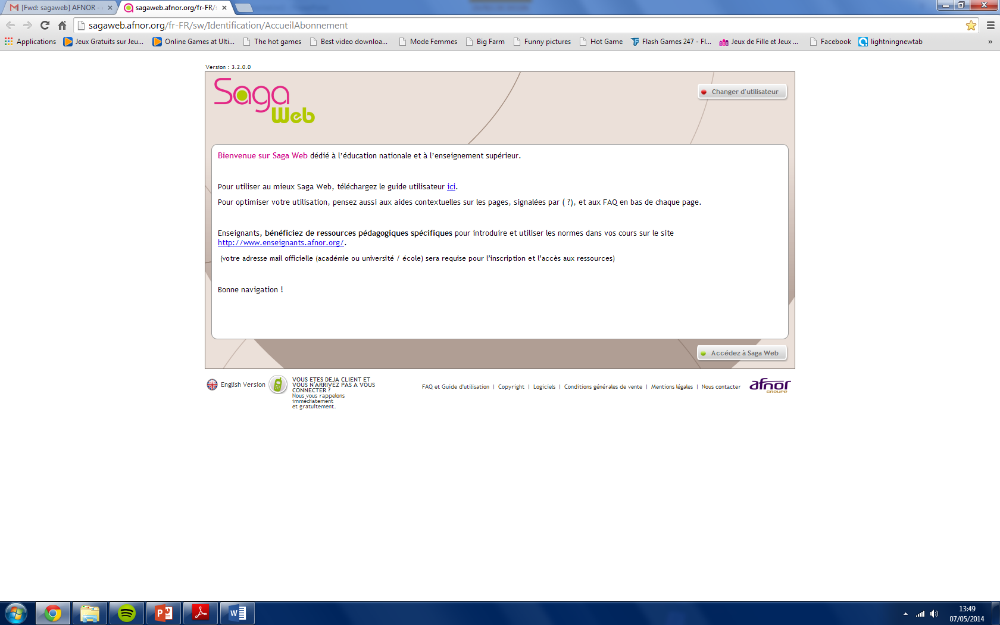 [Fwd: sagaweb] AFNOR -
sagaweb.afnor.org/fr-FR/s
sagaweb.afnor.org/fr-FR/sw/Identification/AccueilAbonnement
Applications
Jeux Gratuits sur Jeu...
Online Games at Ulti...
The hot games
Best video downloa...
Mode Femmes
Big Farm
Funny pictures
Hot Game
Flash Games 247 - Fl...
Jeux de Fille et Jeux ...
Facebook
lightningnewtab
»
Version : 3.2.0.0
Saga
Web
Changer d'utilisateur
Bienvenue sur Saga Web dédié à l’éducation nationale et à l’enseignement supérieur.
Pour utiliser au mieux Saga Web, téléchargez le guide utilisateur ici.
Pour optimiser votre utilisation, pensez aussi aux aides contextuelles sur les pages, signalées par ( ?), et aux FAQ en bas de chaque page.
Enseignants, bénéficiez de ressources pédagogiques spécifiques pour introduire et utiliser les normes dans vos cours sur le site
http://www.enseignants.afnor.org/.
(votre adresse mail officielle (académie ou université / école) sera requise pour l’inscription et l’accès aux ressources)
Bonne navigation !
Accédez à Saga Web
English Version
VOUS ETES DEJA CLIENT ET
VOUS N'ARRIVEZ PAS A VOUS
CONNECTER ?
Nous vous rappelons
immédiatement
et gratuitement.
FAQ et Guide d'utilisation | Copyright | Logiciels | Conditions générales de vente | Mentions légales | Nous contacter
afnor
GROUPE
13:49
07/05/2014